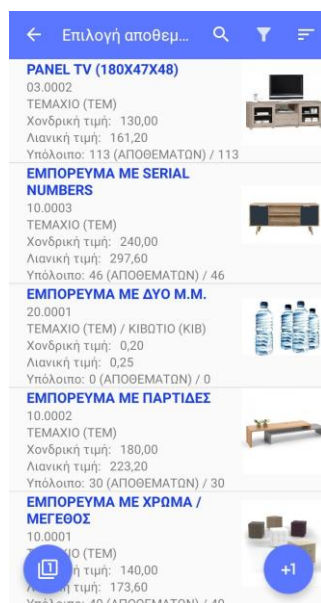 Επιλογή αποθεμ...
PANEL TV (180X47X48)
03.0002
ΤΕΜΑΧΙΟ (ΤΕΜ)
Χονδρική τιμή: 130,00
Λιανική τιμή: 161,20
Υπόλοιπο: 113 (ΑΠΟΘΕΜΑΤΩΝ) / 113
ΕΜΠΟΡΕΥΜΑ ΜΕ SERIAL
NUMBERS
10.0003
ΤΕΜΑΧΙΟ (ΤΕΜ)
Χονδρική τιμή: 240,00
Λιανική τιμή: 297,60
Υπόλοιπο: 46 (ΑΠΟΘΕΜΑΤΩΝ) / 46
ΕΜΠΟΡΕΥΜΑ ΜΕ ΔΥΟ Μ.Μ.
20.0001
ΤΕΜΑΧΙΟ (ΤΕΜ) / ΚΙΒΩΤΙΟ (ΚΙΒ)
Χονδρική τιμή: 0,20
Λιανική τιμή: 0,25
Υπόλοιπο: 0 (ΑΠΟΘΕΜΑΤΩΝ) / 0
ΕΜΠΟΡΕΥΜΑ ΜΕ ΠΑΡΤΙΔΕΣ
10.0002
ΤΕΜΑΧΙΟ (ΤΕΜ)
Χονδρική τιμή: 180,00
Λιανική τιμή: 223,20
Υπόλοιπο: 30 (ΑΠΟΘΕΜΑΤΩΝ) / 30
ΕΜΠΟΡΕΥΜΑ ΜΕ ΧΡΩΜΑ /
ΜΕΓΕΘΟΣ
10.0001
(ΤΕΜ)
τιμή: 140,00
τιμή: 173,60
1
+1